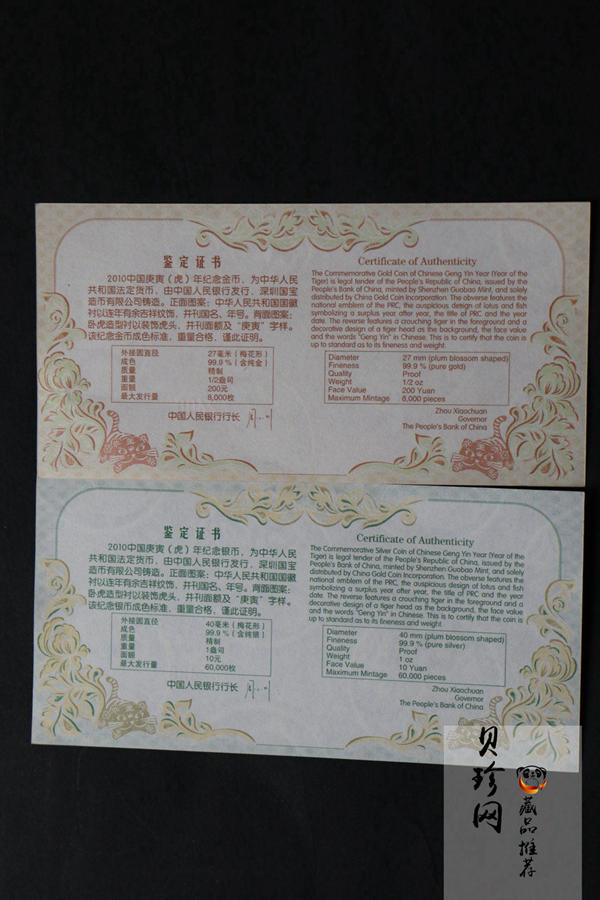 鉴定证书
2010中国庚寅（虎）年纪念金币，为中华人民
共和国法定货币，由中国人民银行发行，深圳国宝
造币有限公司铸造。正面图案：中华人民共和国国徽
衬以连年有余吉祥纹饰，并刊国名、年号。背面图案：
卧虎造型衬以装饰虎头，并刊面额及“庚寅”字样。
该纪念金币成色标准，重量合格，谨此证明。
外接圆直径 27毫米（梅花形）
成色 99.9％（含纯金）
质量 精制
重量 1/2盎司
面额 200元
最大发行量 8,000枚
中国人民银行行长
Certificate of Authenticity
The Commemorative Gold Coin of Chinese Geng Yin Year (Year of the
Tiger) is legal tender of the People's Republic of China, issued by the
People's Bank of China, minted by Shenzhen Guobao Mint, and solely
distributed by China Gold Coin Incorporation. The obverse features the
national emblem of the PRC, the auspicious design of lotus and fish
symbolizing a surplus year after year, the title of PRC and the year
date. The reverse features a crouching tiger in the foreground and a
decorative design of a tiger head as the background, the face value
and the words "Geng Yin" in Chinese. This is to certify that the coin is
up to standard as to its fineness and weight.
Diameter 27 mm (plum blossom shaped)
Fineness 99.9 % (pure gold)
Quality Proof
Weight 1/2 oz
Face Value 200 Yuan
Maximum Mintage 8,000 pieces
Zhou Xiaochuan
Governor
The People's Bank of China
鉴定证书
2010中国庚寅（虎）年纪念银币，为中华人民
共和国法定货币，由中国人民银行发行，深圳国宝
造币有限公司铸造。正面图案：中华人民共和国国徽
衬以连年有余吉祥纹饰，并刊国名、年号。背面图案：
卧虎造型衬以装饰虎头，并刊面额及“庚寅”字样。
该纪念银币成色标准，重量合格，谨此证明。
外接圆直径 40毫米（梅花形）
成色 99.9％（含纯银）
质量 精制
重量 1盎司
面额 10元
最大发行量 60,000枚
中国人民银行行长
Certificate of Authenticity
The Commemorative Silver Coin of Chinese Geng Yin Year (Year of the
Tiger) is legal tender of the People's Republic of China, issued by the
People's Bank of China, minted by Shenzhen Guobao Mint, and solely
distributed by China Gold Coin Incorporation. The obverse features the
national emblem of the PRC, the auspicious design of lotus and fish
symbolizing a surplus year after year, the title of PRC and the year
date. The reverse features a crouching tiger in the foreground and a
decorative design of a tiger head as the background, the face value
and the words "Geng Yin" in Chinese. This is to certify that the coin is
up to standard as to its fineness and weight.
Diameter 40 mm (plum blossom shaped)
Fineness 99.9 % (pure silver)
Quality Proof
Weight 1 oz
Face Value 10 Yuan
Maximum Mintage 60,000 pieces
Zhou Xiaochuan
Governor
The People's Bank of China
贝珍网
藏品推荐